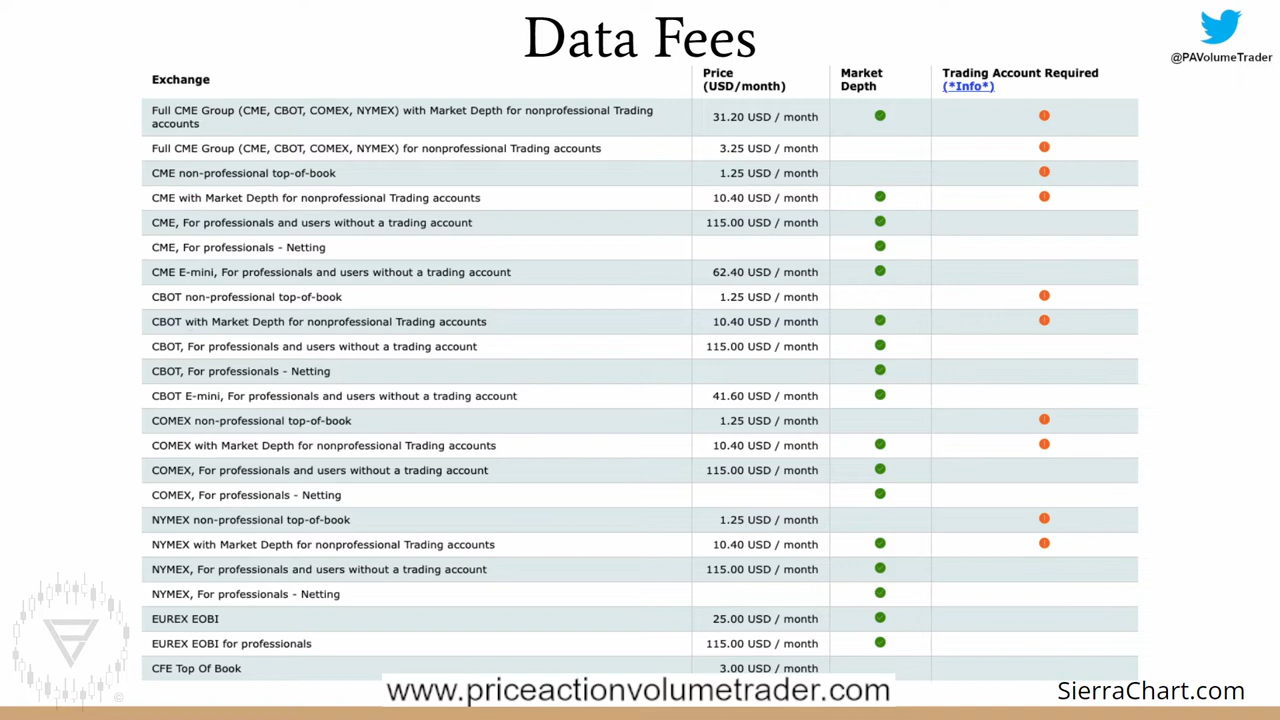 Data Fees
@PAVolumeTrader
Exchange
Price
(USD/month)
Market
Depth
Trading Account Required
(*Info*)
Full CME Group (CME, CBOT, COMEX, NYMEX) with Market Depth for nonprofessional Trading
accounts
31.20 USD / month
Full CME Group (CME, CBOT, COMEX, NYMEX) for nonprofessional Trading accounts
3.25 USD / month
CME non-professional top-of-book
1.25 USD / month
CME with Market Depth for nonprofessional Trading accounts
10.40 USD / month
CME, For professionals and users without a trading account
115.00 USD / month
CME, For professionals - Netting
CME E-mini, For professionals and users without a trading account
62.40 USD / month
CBOT non-professional top-of-book
1.25 USD / month
CBOT with Market Depth for nonprofessional Trading accounts
10.40 USD / month
CBOT, For professionals and users without a trading account
115.00 USD / month
CBOT, For professionals - Netting
CBOT E-mini, For professionals and users without a trading account
41.60 USD / month
COMEX non-professional top-of-book
1.25 USD / month
COMEX with Market Depth for nonprofessional Trading accounts
10.40 USD / month
COMEX, For professionals and users without a trading account
115.00 USD / month
COMEX, For professionals - Netting
NYMEX non-professional top-of-book
1.25 USD / month
NYMEX with Market Depth for nonprofessional Trading accounts
10.40 USD / month
NYMEX, For professionals and users without a trading account
115.00 USD / month
NYMEX, For professionals - Netting
EUREX EOBI
25.00 USD / month
EUREX EOBI for professionals
115.00 USD / month
CFE Top Of Book
3.00 USD / month
©
www.priceactionvolumetrader.com
SierraChart.com